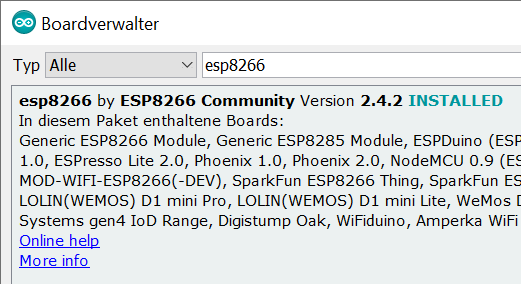 Boardverwalter
Typ Alle esp8266
esp8266 by ESP8266 Community Version 2.4.2 INSTALLED
In diesem Paket enthaltene Boards:
Generic ESP8266 Module, Generic ESP8285 Module, ESPDuino (ESP
1.0, ESPresso Lite 2.0, Phoenix 1.0, Phoenix 2.0, NodeMCU 0.9 (ES
MOD-WIFI-ESP8266(-DEV), SparkFun ESP8266 Thing, SparkFun ES
LOLIN(WEMOS) D1 mini Pro, LOLIN(WEMOS) D1 mini Lite, WeMos D
Systems gen4 IoD Range, Digistump Oak, WiFiduino, Amperka WiFi
Online help
More info